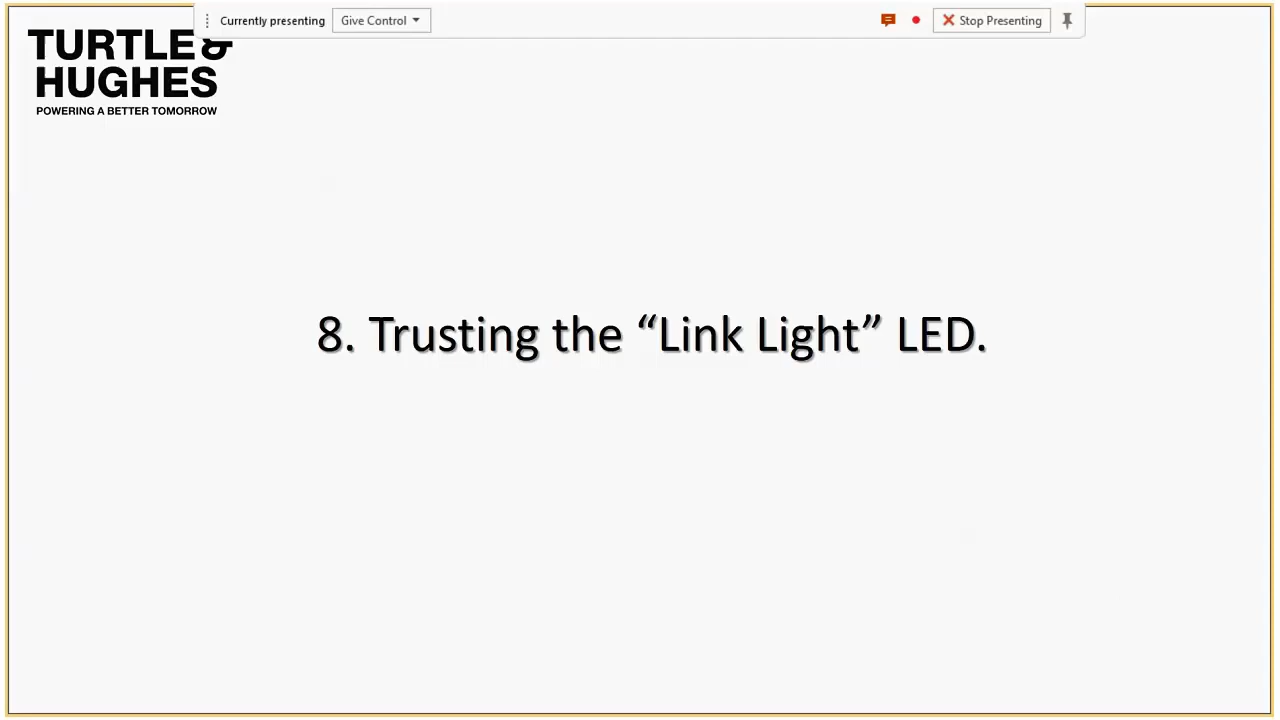 Currently presenting Give Control Stop Presenting
TURTLE &
HUGHES
POWERING A BETTER TOMORROW
8. Trusting the “Link Light” LED.